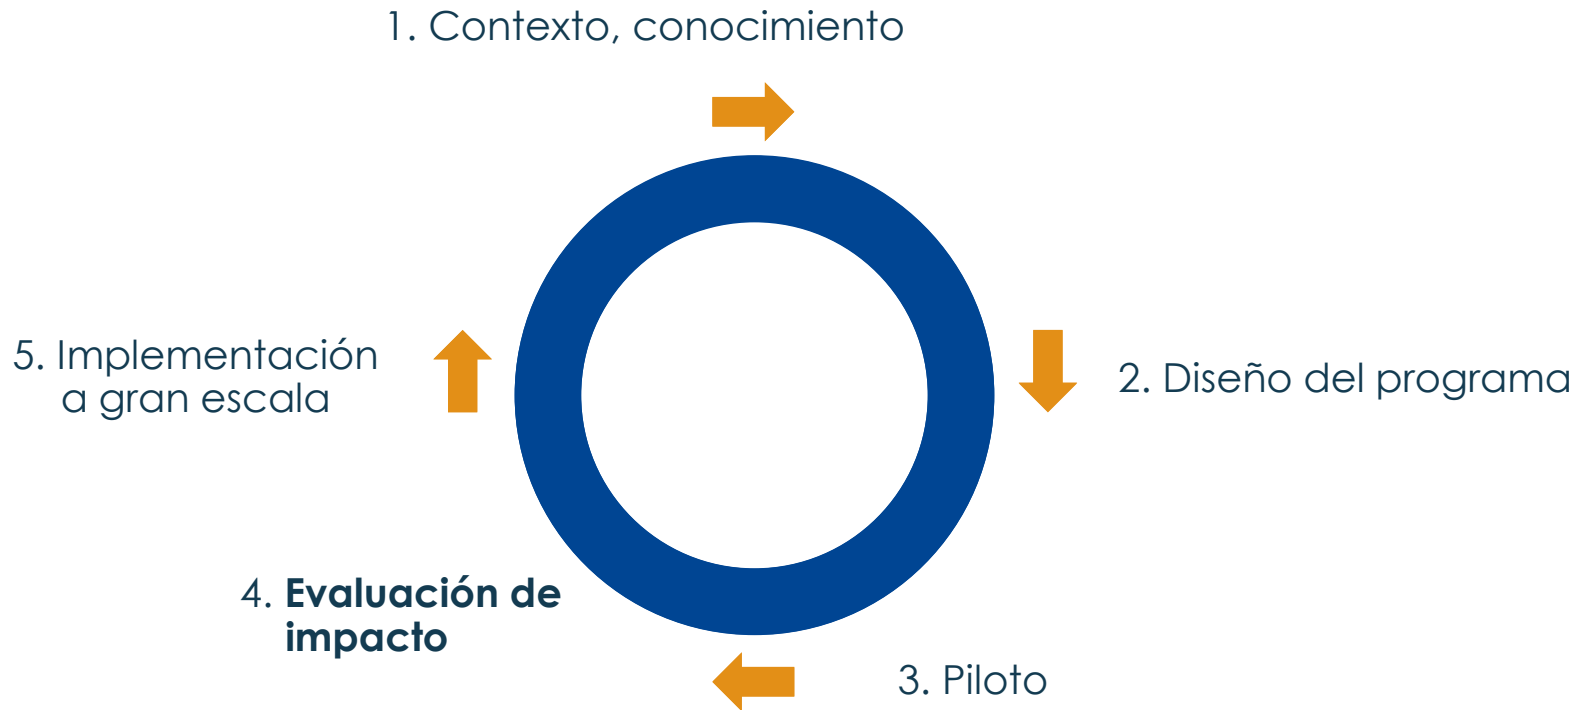 1. Contexto, conocimiento
2. Diseño del programa
3. Piloto
4. Evaluación de
impacto
5. Implementación
a gran escala